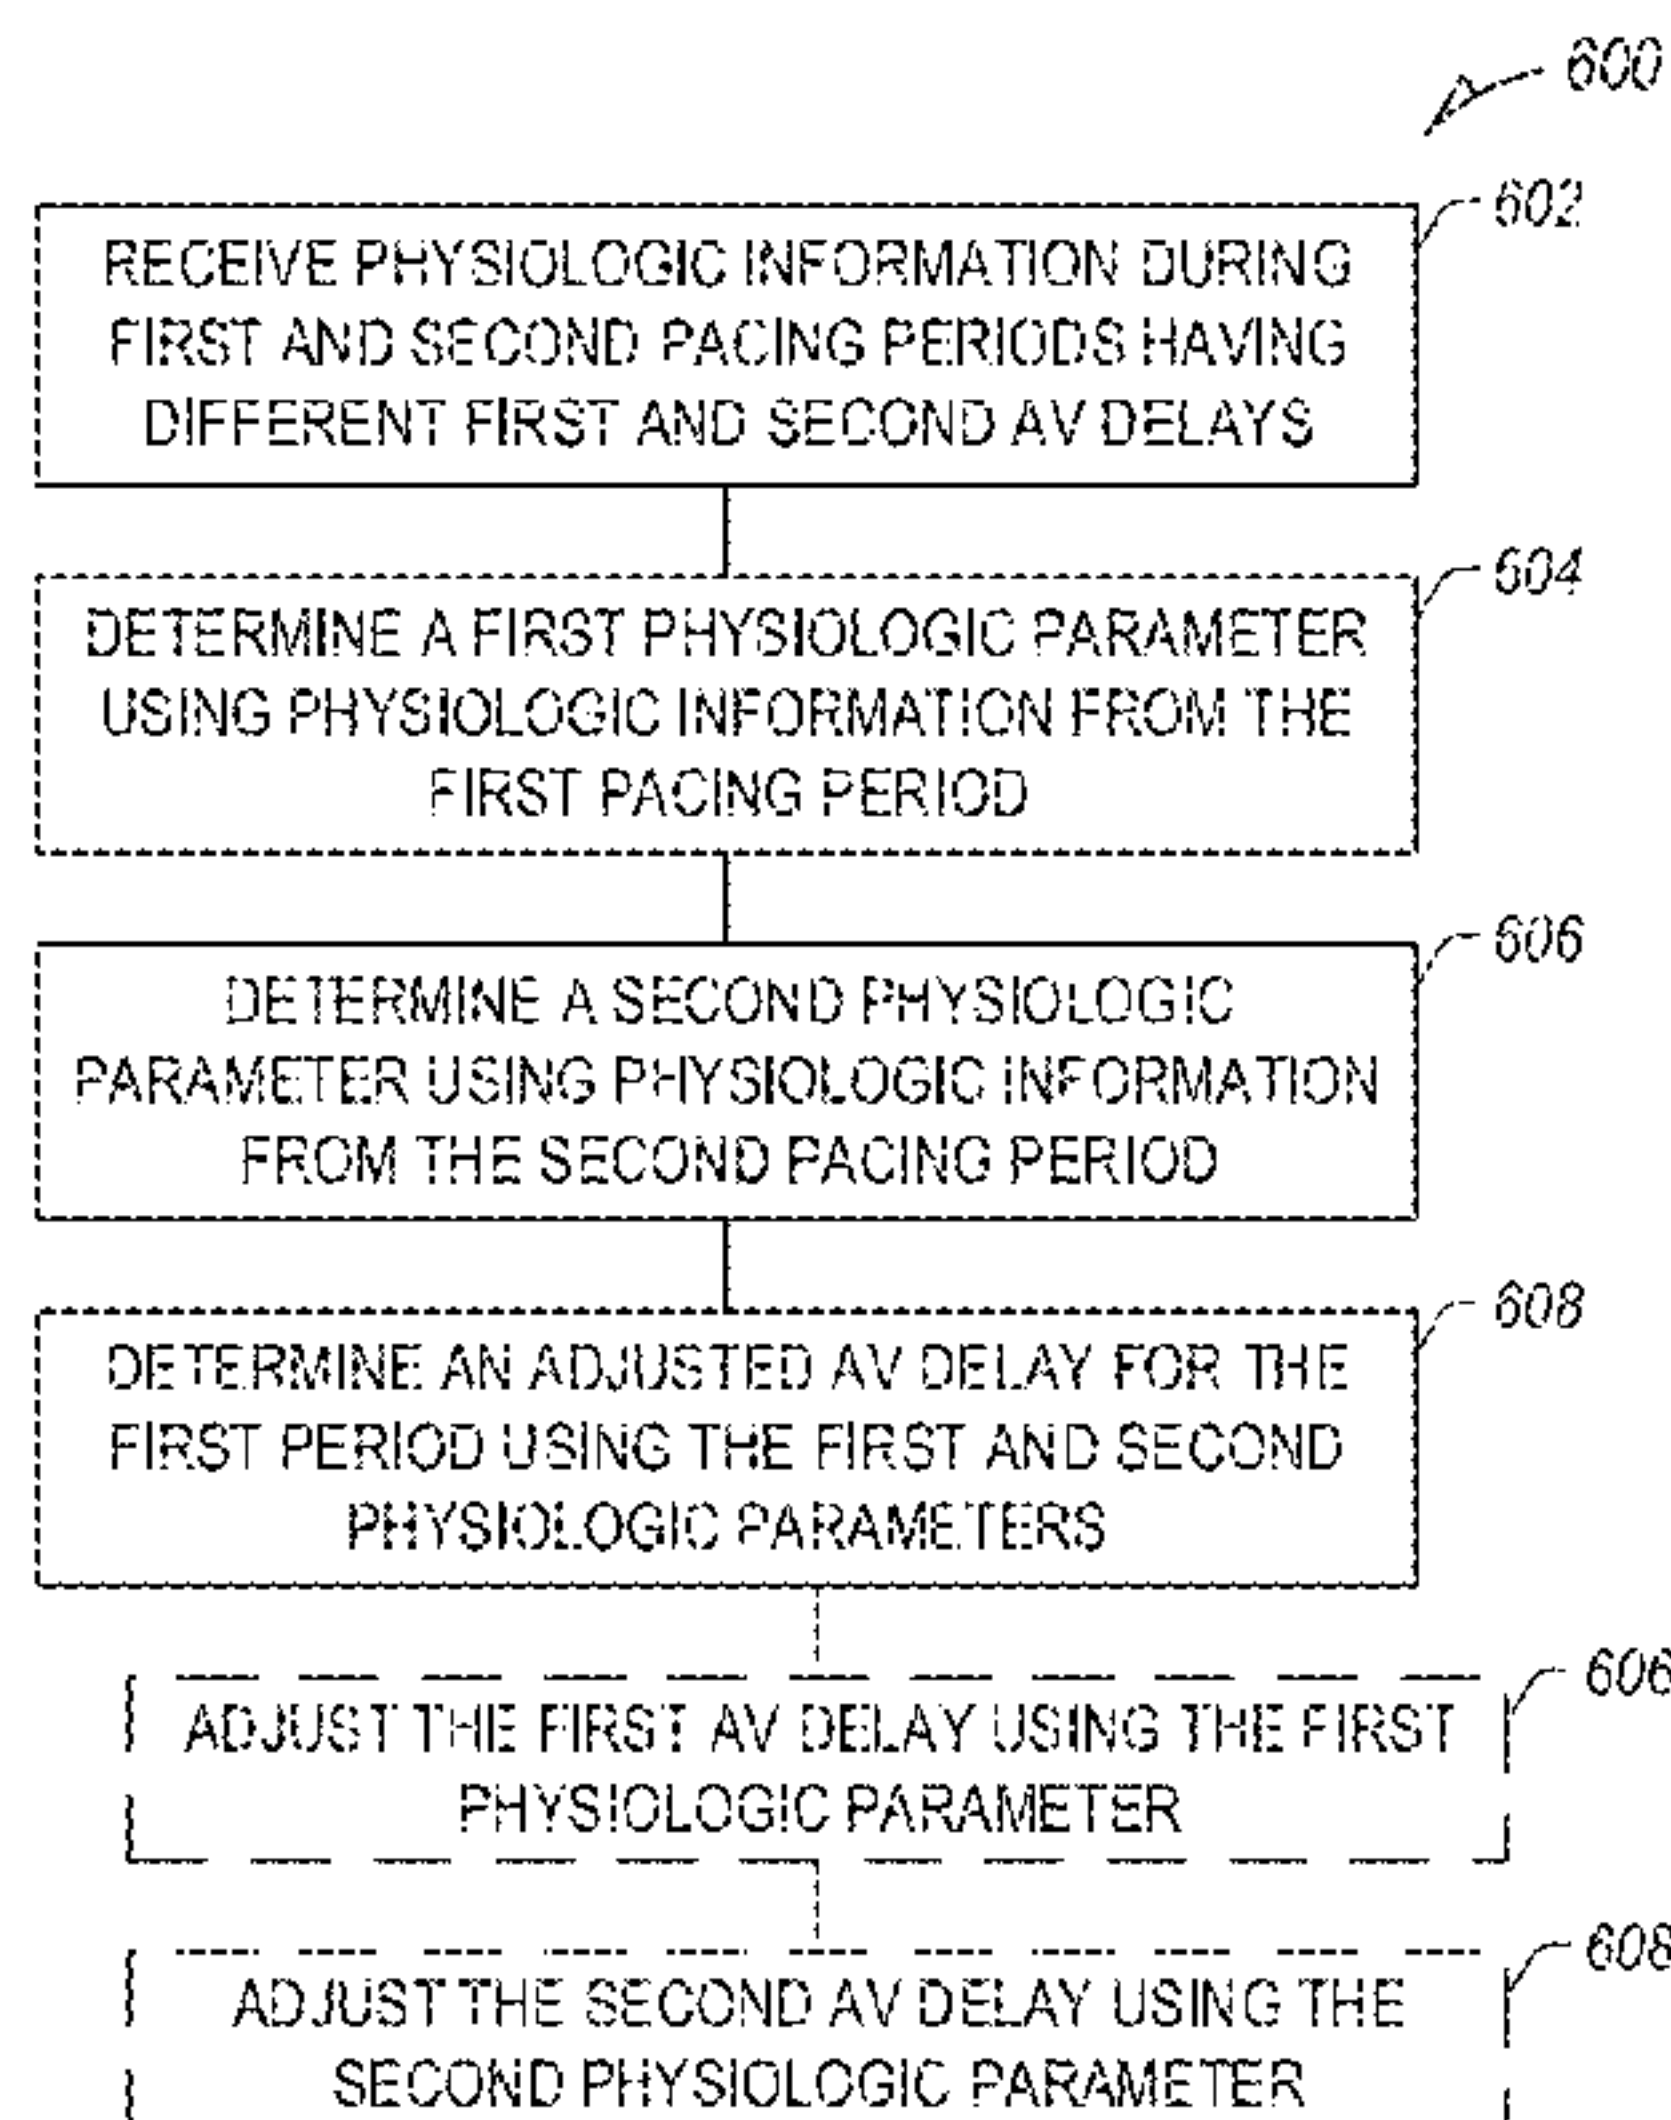 600
602
RECEIVE PHYSIOLOGIC INFORMATION DURING
FIRST AND SECOND PACING PERIODS HAVING
DIFFERENT FIRST AND SECOND AV DELAYS
604
DETERMINE A FIRST PHYSIOLOGIC PARAMETER
USING PHYSIOLOGIC INFORMATION FROM THE
FIRST PACING PERIOD
606
DETERMINE A SECOND PHYSIOLOGIC
PARAMETER USING PHYSIOLOGIC INFORMATION
FROM THE SECOND PACING PERIOD
608
DETERMINE AN ADJUSTED AV DELAY FOR THE
FIRST PERIOD USING THE FIRST AND SECOND
PHYSIOLOGIC PARAMETERS
606
ADJUST THE FIRST AV DELAY USING THE FIRST
PHYSIOLOGIC PARAMETER
608
ADJUST THE SECOND AV DELAY USING THE
SECOND PHYSIOLOGIC PARAMETER